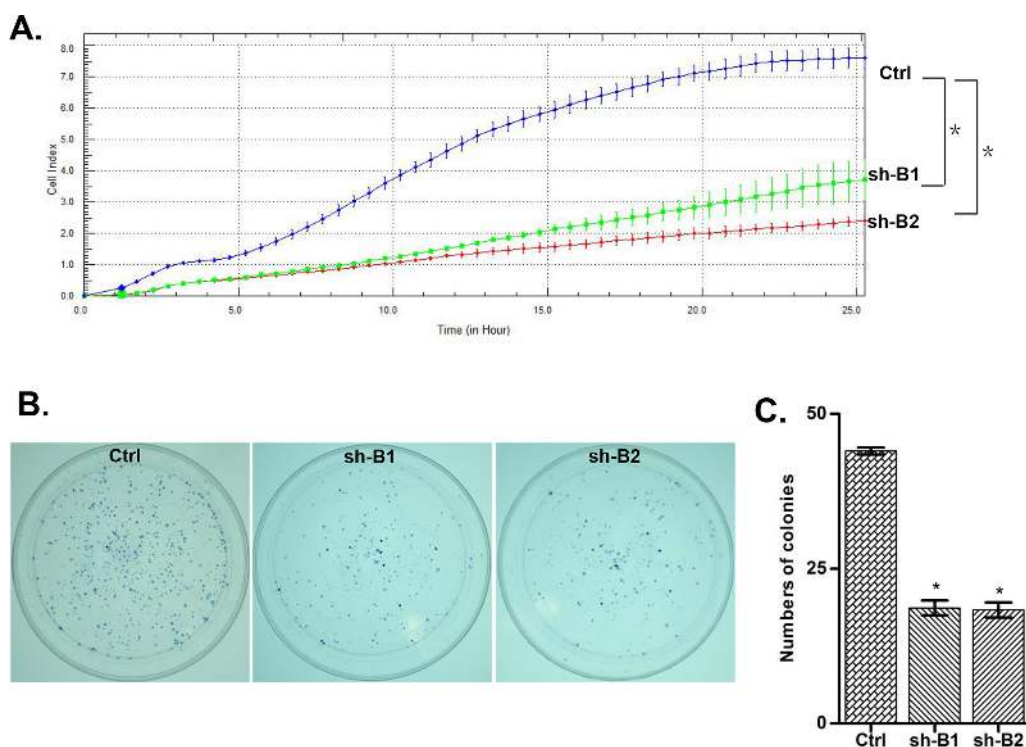 A.
8.0
7.0
6.0
5.0
4.0
3.0
2.0
1.0
0.0
Cell Index
0.0 5.0 10.0 15.0 20.0 25.0
Time (in Hour)
Ctrl
sh-B1
sh-B2
*
*
B.
Ctrl sh-B1 sh-B2
C.
50
25
0
Numbers of colonies
* *
Ctrl sh-B1 sh-B2